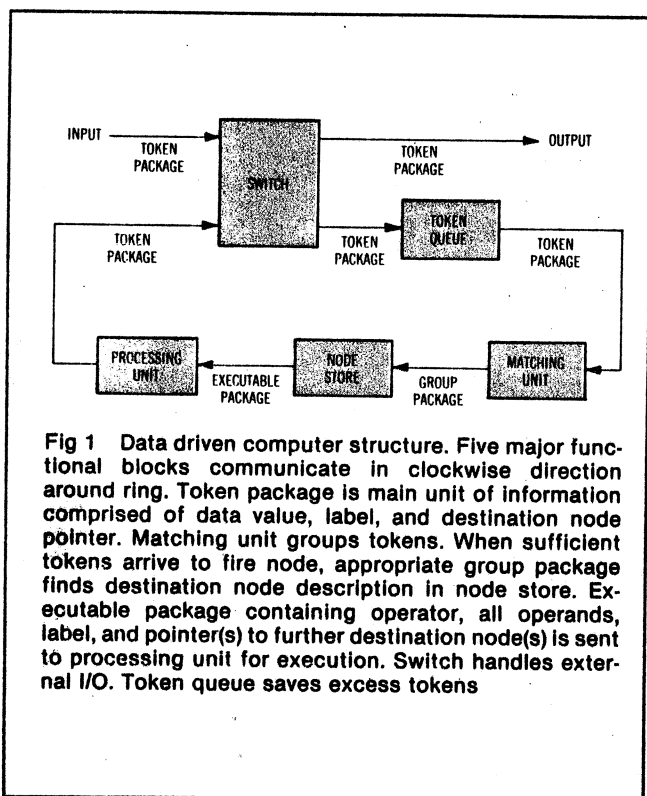 INPUT
TOKEN
PACKAGE
SWITCH
TOKEN
PACKAGE
OUTPUT
TOKEN
PACKAGE
TOKEN
PACKAGE
TOKEN
QUEUE
TOKEN
PACKAGE
PROCESSING
UNIT
EXECUTABLE
PACKAGE
NODE
STORE
GROUP
PACKAGE
MATCHING
UNIT
Fig 1 Data driven computer structure. Five major func-
tional blocks communicate in clockwise direction
around ring. Token package is main unit of information
comprised of data value, label, and destination node
pointer. Matching unit groups tokens. When sufficient
tokens arrive to fire node, appropriate group package
finds destination node description in node store. Ex-
ecutable package containing operator, all operands,
label, and pointer(s) to further destination node(s) is sent
to processing unit for execution. Switch handles exter-
nal I/O. Token queue saves excess tokens